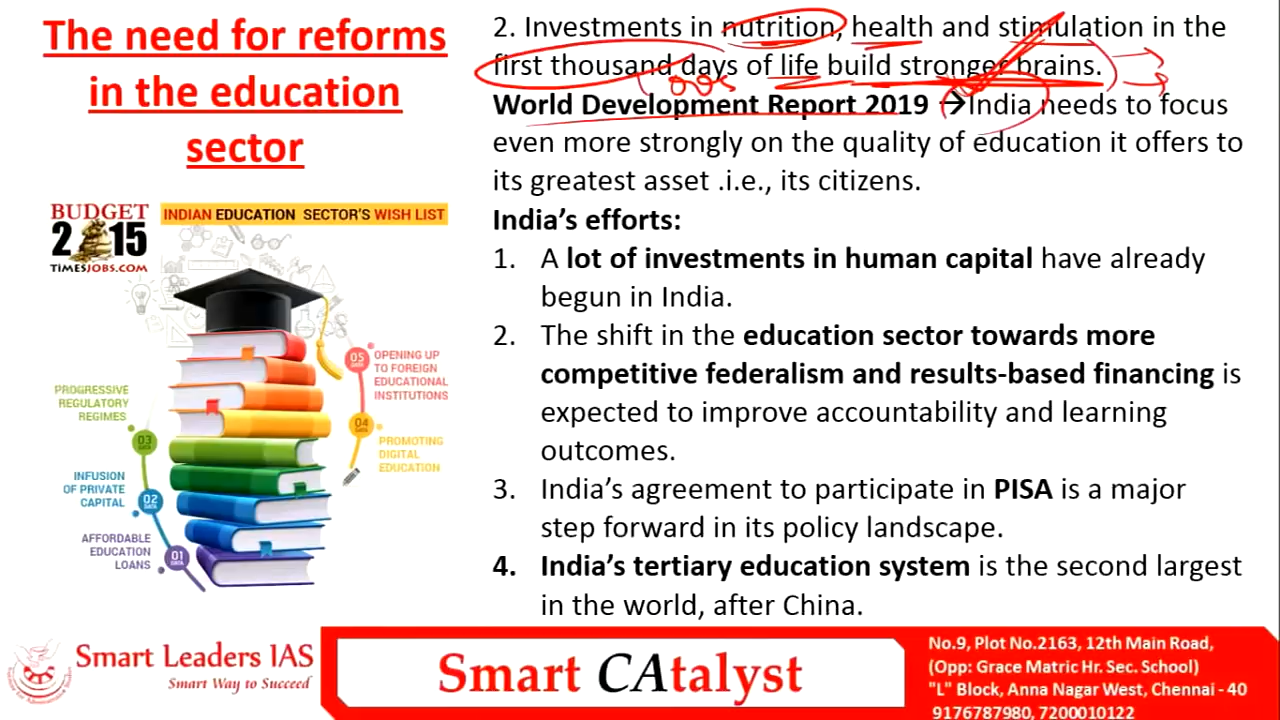 The need for reforms
in the education
sector
2. Investments in nutrition, health and stimulation in the
first thousand days of life build stronger brains.
World Development Report 2019 →India needs to focus
even more strongly on the quality of education it offers to
its greatest asset .i.e., its citizens.
India’s efforts:
1. A lot of investments in human capital have already
begun in India.
2. The shift in the education sector towards more
competitive federalism and results-based financing is
expected to improve accountability and learning
outcomes.
3. India’s agreement to participate in PISA is a major
step forward in its policy landscape.
4. India’s tertiary education system is the second largest
in the world, after China.
BUDGET
2 15
TIMESJOBS.COM
INDIAN EDUCATION SECTOR'S WISH LIST
05
OPENING UP
TO FOREIGN
EDUCATIONAL
INSTITUTIONS
04
PROMOTING
DIGITAL
EDUCATION
PROGRESSIVE
REGULATORY
REGIMES
03
INFUSION
OF PRIVATE
CAPITAL
02
AFFORDABLE
EDUCATION
LOANS
01
Smart Leaders IAS
Smart Way to Succeed
Smart CAtalyst
No.9, Plot No.2163, 12th Main Road,
(Opp: Grace Matric Hr. Sec. School)
"L" Block, Anna Nagar West, Chennai - 40
9176787980, 7200010122